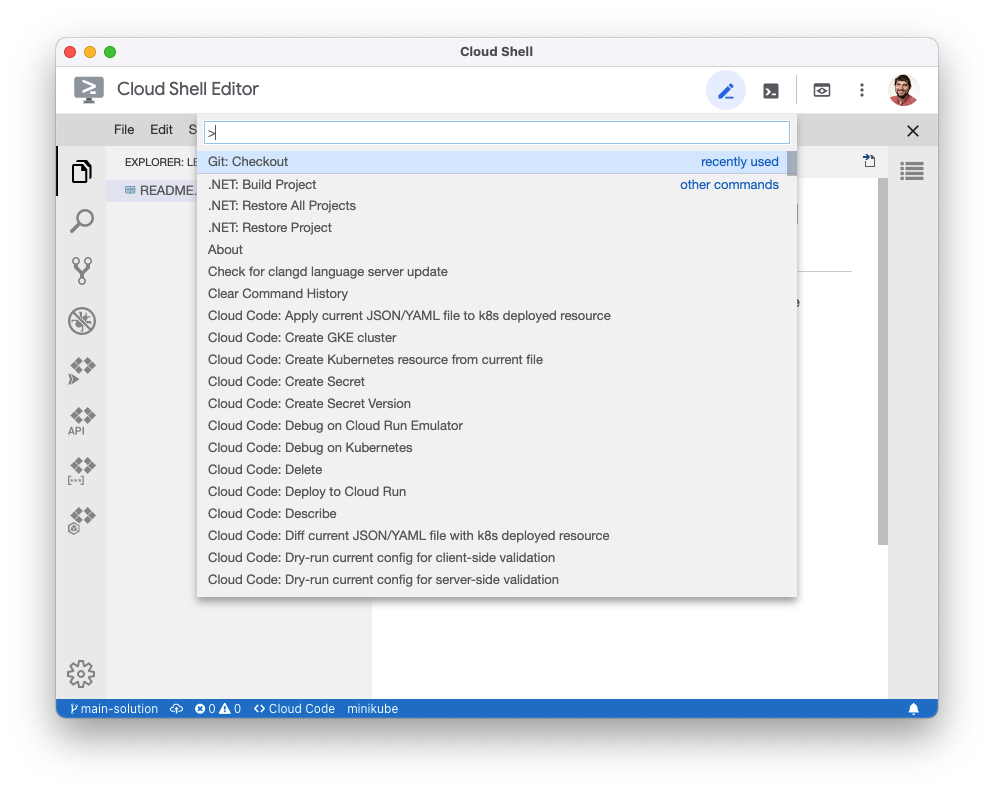 Cloud Shell
Cloud Shell Editor
File Edit S
>
EXPLORER: LE
README.
Git: Checkout recently used
.NET: Build Project other commands
.NET: Restore All Projects
.NET: Restore Project
About
Check for clangd language server update
Clear Command History
Cloud Code: Apply current JSON/YAML file to k8s deployed resource
Cloud Code: Create GKE cluster
Cloud Code: Create Kubernetes resource from current file
Cloud Code: Create Secret
Cloud Code: Create Secret Version
Cloud Code: Debug on Cloud Run Emulator
Cloud Code: Debug on Kubernetes
Cloud Code: Delete
Cloud Code: Deploy to Cloud Run
Cloud Code: Describe
Cloud Code: Diff current JSON/YAML file with k8s deployed resource
Cloud Code: Dry-run current config for client-side validation
Cloud Code: Dry-run current config for server-side validation
API
main-solution 0 0 Cloud Code minikube